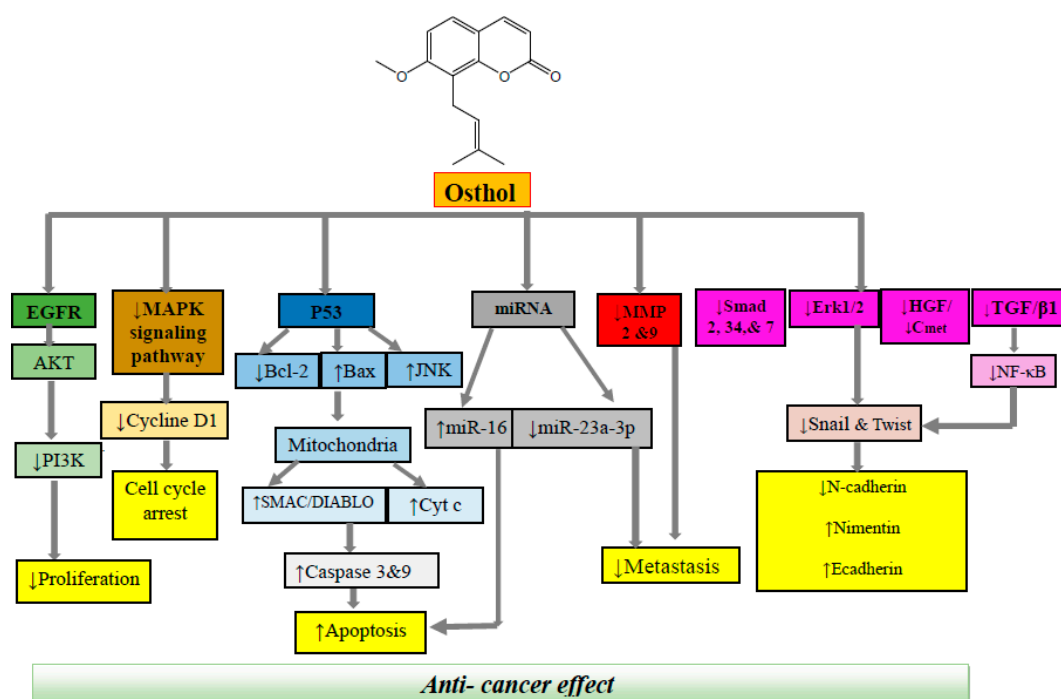 O
O
O
Osthol
EGFR
↓MAPK
signaling
pathway
P53
miRNA
↓MMP
2 &9
↓Smad
2, 34,& 7
↓Erk1/2
↓HGF/
↓Cmet
↓TGF/β1
AKT
↓Bcl-2
↑Bax
↑JNK
↓NF-κB
↓Cycline D1
↑miR-16
↓miR-23a-3p
↓Snail & Twist
↓PI3K
Mitochondria
Cell cycle
arrest
↑SMAC/DIABLO
↑Cyt c
↓N-cadherin
↑Nimentin
↑Ecadherin
↓Proliferation
↑Caspase 3&9
↓Metastasis
↑Apoptosis
Anti- cancer effect